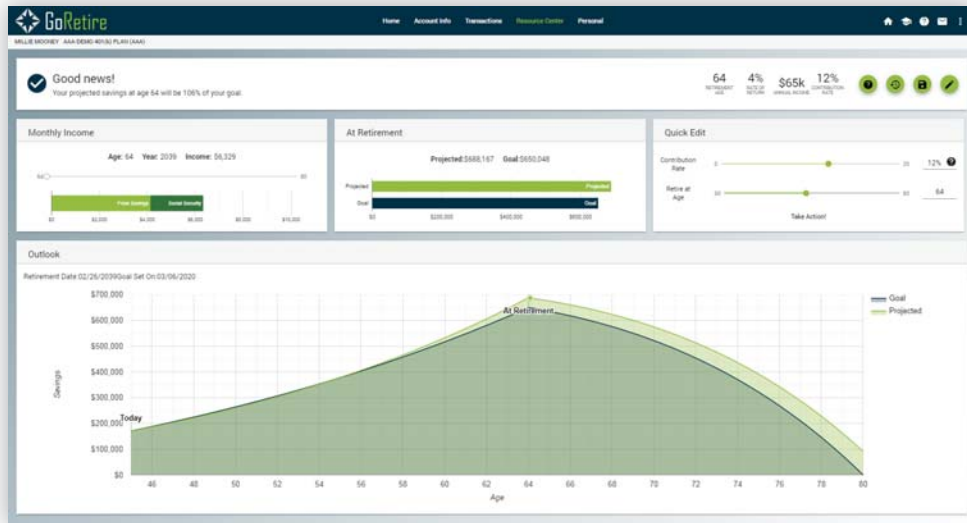 GoRetire
Home Account Info Transactions Resource Center Personal
MILLIE MOONEY AAA DEMO 401(k) PLAN (AAA)
Good news!
Your projected savings at age 64 will be 106% of your goal.
64 4% $65k 12%
RETIREMENT AGE RATE OF RETURN ANNUAL INCOME CONTRIBUTION RATE
Monthly Income
Age: 64 Year: 2039 Income: $6,329
64 80
From Savings Social Security
$0 $2,000 $4,000 $6,000 $8,000 $10,000
At Retirement
Projected:$688,167 Goal:$650,048
Projected Projected
Goal Goal
$0 $200,000 $400,000 $600,000
Quick Edit
Contribution Rate 0 20 12%
Retire at Age 80 64
Take Action!
Outlook
Retirement Date:02/26/2039Goal Set On:03/06/2020
$700,000
$600,000
$500,000
$400,000
$300,000
$200,000
$100,000
$0
Savings
Today
At Retirement
Goal
Projected
46 48 50 52 54 56 58 60 62 64 66 68 70 72 74 76 78 80
Age